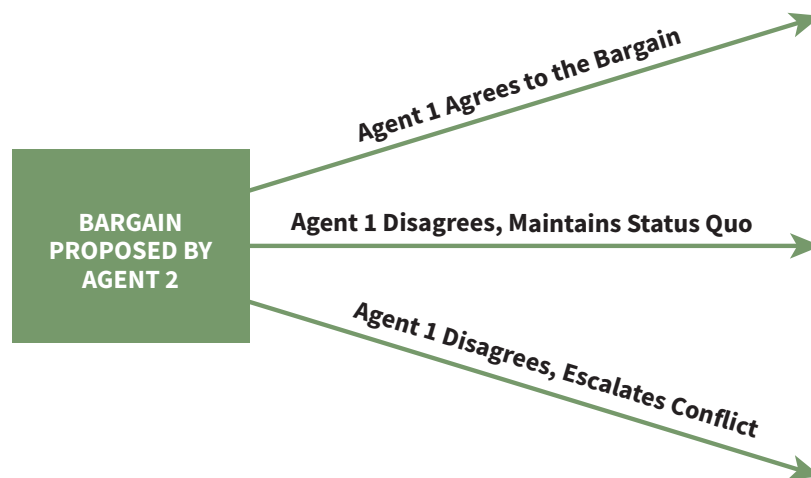 Agent 1 Agrees to the Bargain
BARGAIN
PROPOSED BY
AGENT 2
Agent 1 Disagrees, Maintains Status Quo
Agent 1 Disagrees, Escalates Conflict